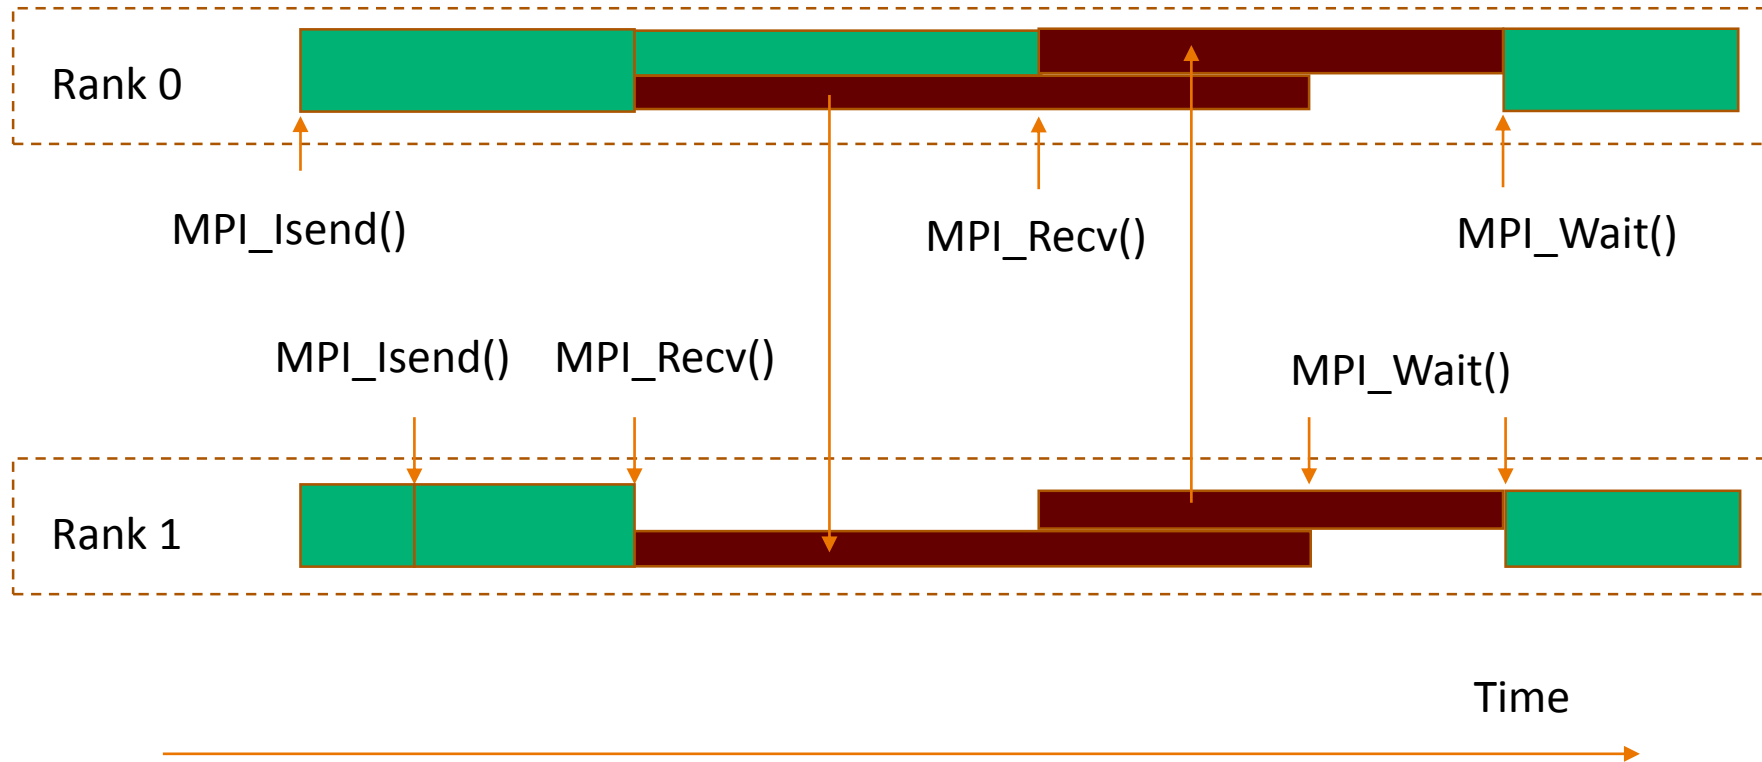 Rank 0
MPI_Isend()
MPI_Recv()
MPI_Wait()
MPI_Isend()
MPI_Recv()
MPI_Wait()
Rank 1
Time